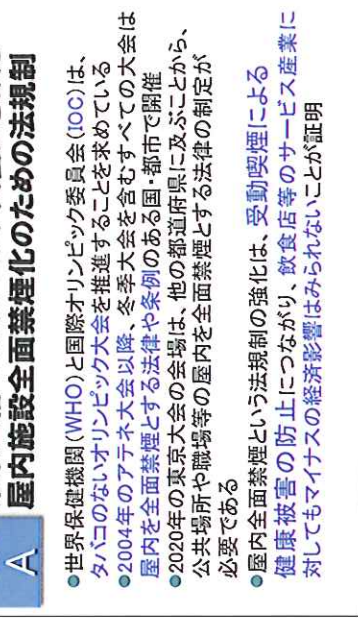 A
屋内施設全面禁煙化のための法規制
●世界保健機関(WHO)と国際オリンピック委員会(IOC)は、
タバコのないオリンピック大会を推進することを求めている
●2004年のアテネ大会以降、冬季大会を含むすべての大会は
屋内を全面禁煙とする法律や条例のある国・都市で開催
●2020年の東京大会の会場は、他の都道府県に及ぶことから、
公共場所や職場等の屋内を全面禁煙とする法律の制定が
必要である
●屋内全面禁煙という法規制の強化は、受動喫煙による
健康被害の防止につながり、飲食店等のサービス産業に
対してもマイナスの経済影響はみられないことが証明